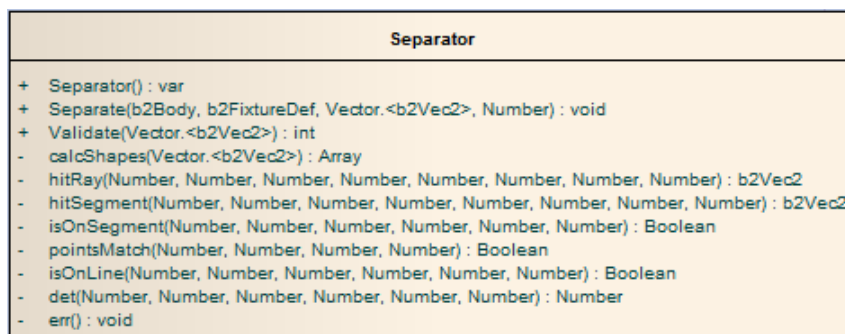 Separator
+ Separator() : var
+ Separate(b2Body, b2FixtureDef, Vector.<b2Vec2>, Number) : void
+ Validate(Vector.<b2Vec2>) : int
- calcShapes(Vector.<b2Vec2>) : Array
- hitRay(Number, Number, Number, Number, Number, Number, Number, Number) : b2Vec2
- hitSegment(Number, Number, Number, Number, Number, Number, Number, Number) : b2Vec2
- isOnSegment(Number, Number, Number, Number, Number, Number) : Boolean
- pointsMatch(Number, Number, Number, Number) : Boolean
- isOnLine(Number, Number, Number, Number, Number, Number) : Boolean
- det(Number, Number, Number, Number, Number, Number) : Number
- err() : void